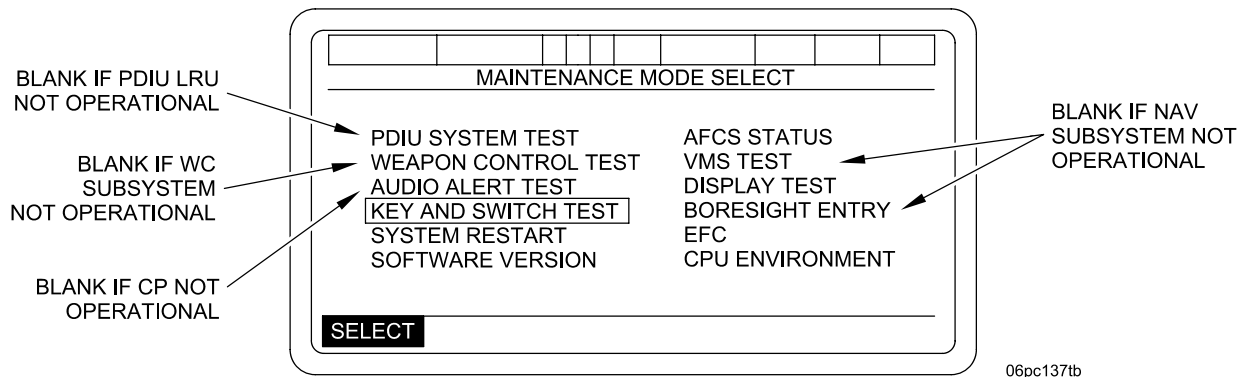 MAINTENANCE MODE SELECT
BLANK IF PDIU LRU
NOT OPERATIONAL
BLANK IF WC
SUBSYSTEM
NOT OPERATIONAL
BLANK IF CP NOT
OPERATIONAL
PDIU SYSTEM TEST
WEAPON CONTROL TEST
AUDIO ALERT TEST
KEY AND SWITCH TEST
SYSTEM RESTART
SOFTWARE VERSION
AFCS STATUS
VMS TEST
DISPLAY TEST
BORESIGHT ENTRY
EFC
CPU ENVIRONMENT
BLANK IF NAV
SUBSYSTEM NOT
OPERATIONAL
SELECT
06pc137tb